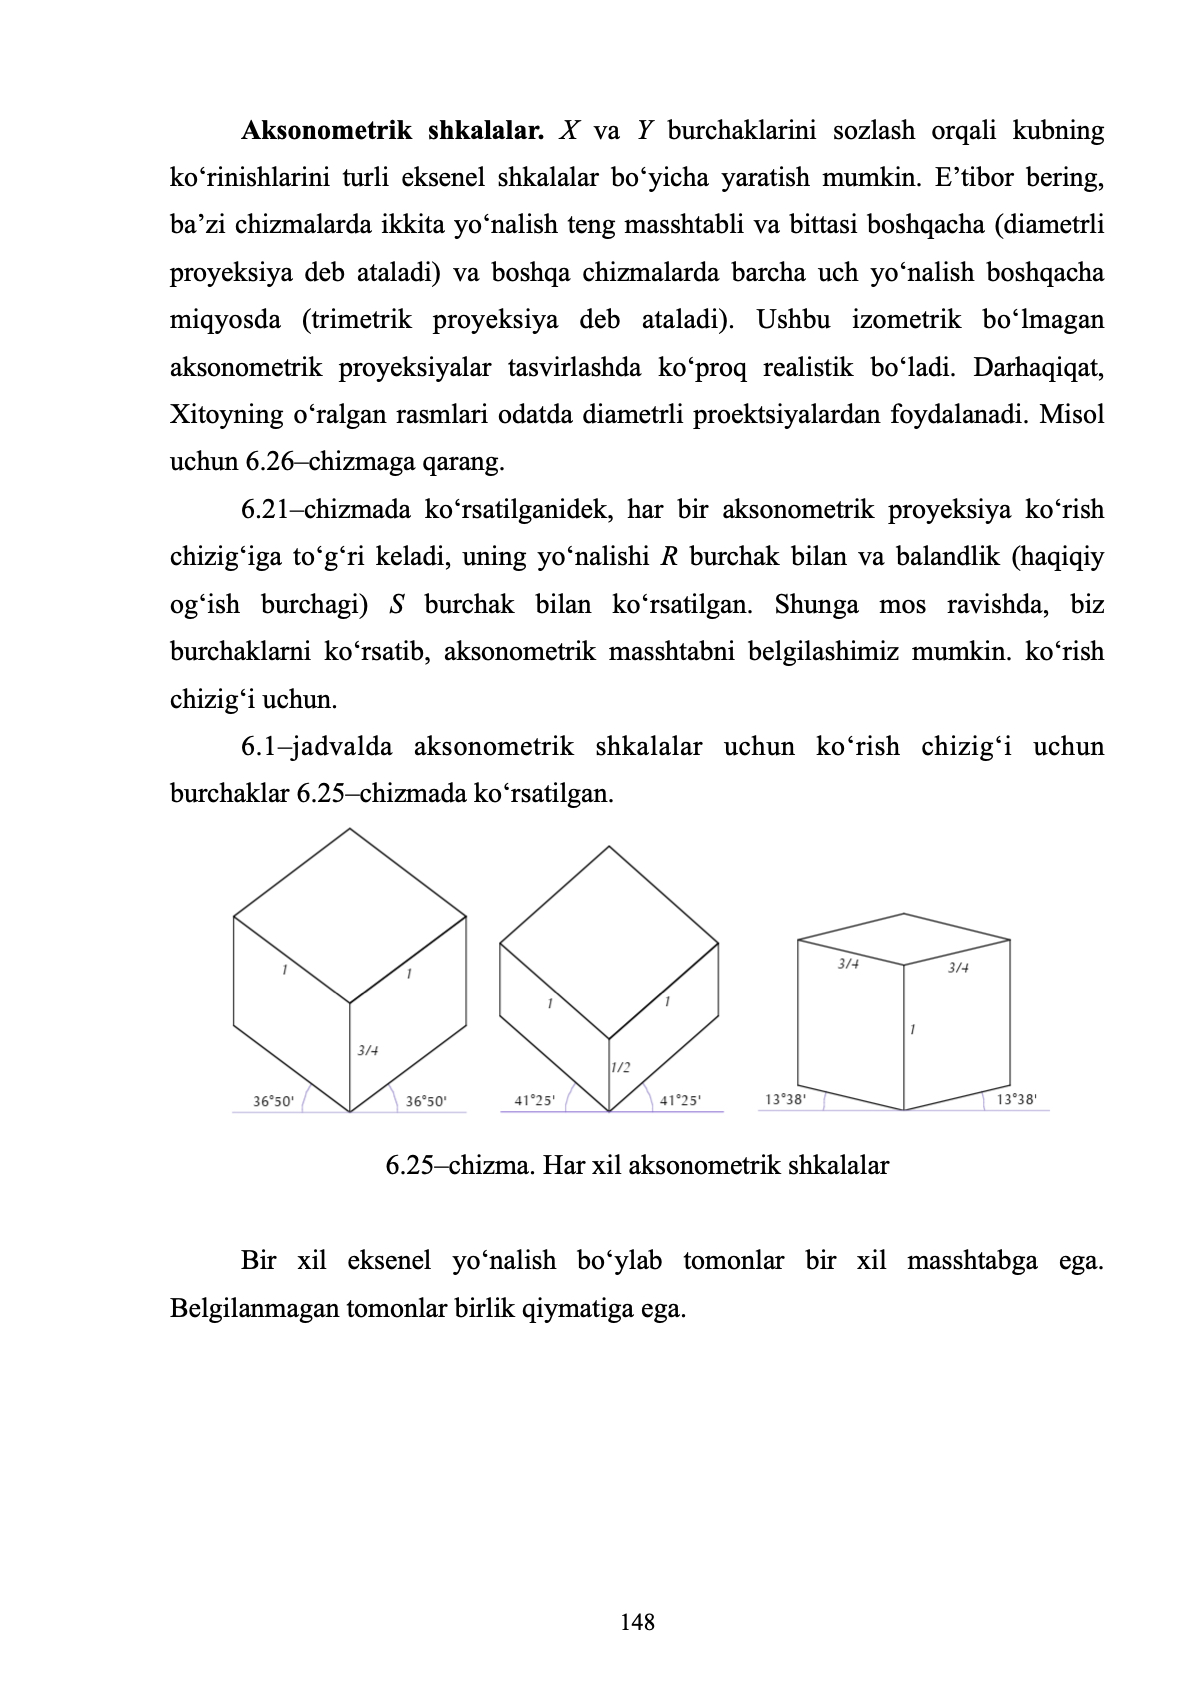 Aksonometrik shkalalar. X va Y burchaklarini sozlash orqali kubning
ko‘rinishlarini turli eksenel shkalalar bo‘yicha yaratish mumkin. E’tibor bering,
ba’zi chizmalarda ikkita yo‘nalish teng masshtabli va bittasi boshqacha (diametrli
proyeksiya deb ataladi) va boshqa chizmalarda barcha uch yo‘nalish boshqacha
miqyosda (trimetrik proyeksiya deb ataladi). Ushbu izometrik bo‘lmagan
aksonometrik proyeksiyalar tasvirlashda ko‘proq realistik bo‘ladi. Darhaqiqat,
Xitoyning o‘ralgan rasmlari odatda diametrli proektsiyalardan foydalanadi. Misol
uchun 6.26–chizmaga qarang.
6.21–chizmada ko‘rsatilganidek, har bir aksonometrik proyeksiya ko‘rish
chizig‘iga to‘g‘ri keladi, uning yo‘nalishi R burchak bilan va balandlik (haqiqiy
og‘ish burchagi) S burchak bilan ko‘rsatilgan. Shunga mos ravishda, biz
burchaklarni ko‘rsatib, aksonometrik masshtabni belgilashimiz mumkin. ko‘rish
chizig‘i uchun.
6.1–jadvalda aksonometrik shkalalar uchun ko‘rish chizig‘i uchun
burchaklar 6.25–chizmada ko‘rsatilgan.
1 1
3/4
36°50' 36°50'
1 1
1/2
41°25' 41°25'
3/4 3/4
1
13°38' 13°38'
6.25–chizma. Har xil aksonometrik shkalalar
Bir xil eksenel yo‘nalish bo‘ylab tomonlar bir xil masshtabga ega.
Belgilanmagan tomonlar birlik qiymatiga ega.
148